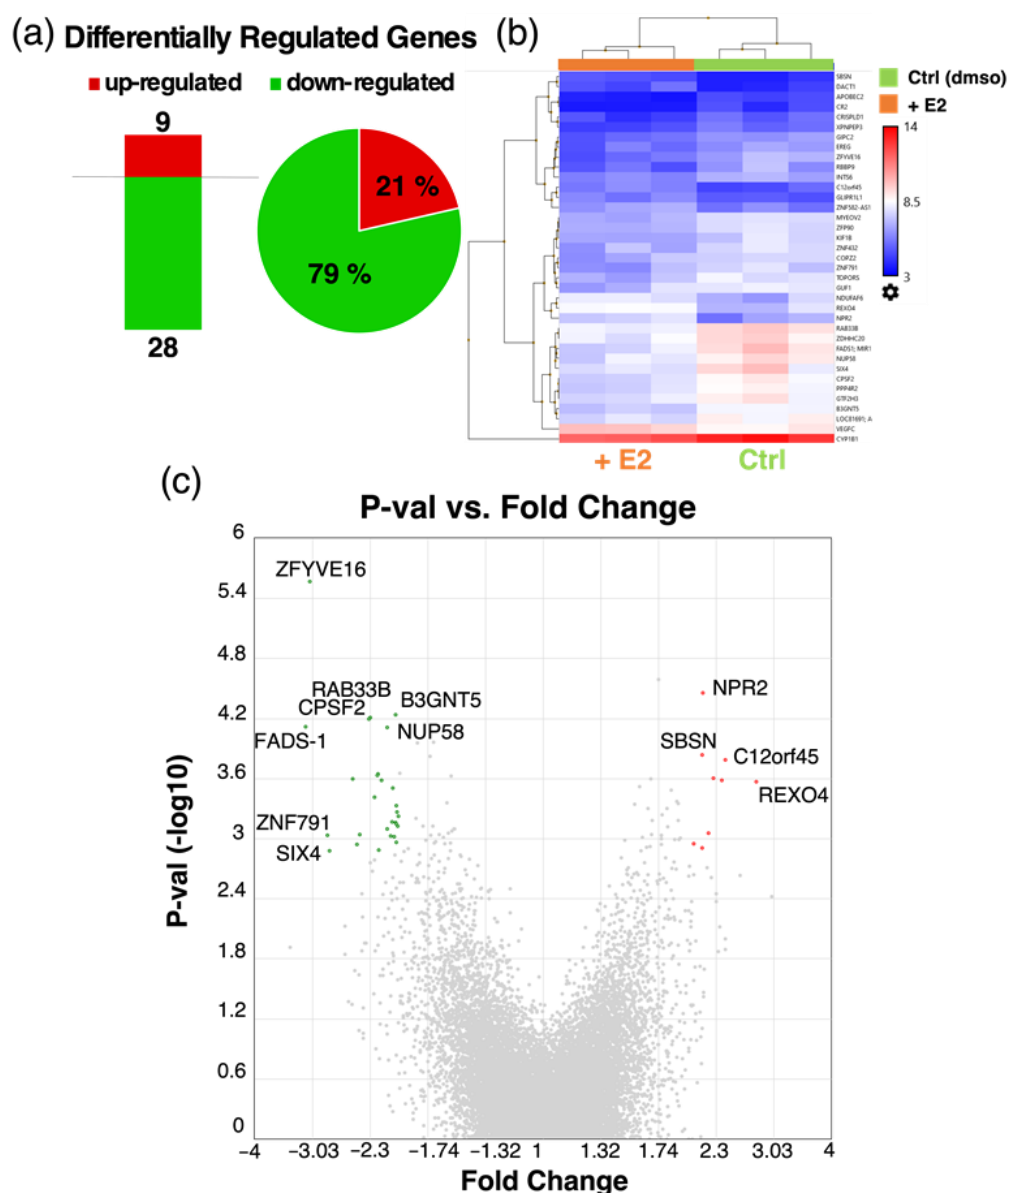 (a) Differentially Regulated Genes
up-regulated down-regulated
9
21 %
79 %
28
(b)
SBSN
DACT1
APOBEC2
CR2
CRISPLD1
XPNPEP3
GIPC2
EREG
ZFYVE16
RBBP9
INTS6
C12orf45
GLIPR1L1
ZNF582-AS1
MYEOV2
ZFP90
KIF1B
ZNF432
COPZ2
ZNF791
TOPORS
GUF1
NDUFAF6
REXO4
NPR2
RAB33B
ZDHHC20
FADS1; MIR1
NUP58
SIX4
CPSF2
PPP4R2
GTF2H3
B3GNT5
LOC81691; A
VEGFC
CYP1B1
Ctrl (dmso)
+ E2
14
8.5
3
+ E2 Ctrl
(c)
P-val vs. Fold Change
P-val (-log10)
6
5.4
4.8
4.2
3.6
3
2.4
1.8
1.2
0.6
0
ZFYVE16
RAB33B
B3GNT5
CPSF2
NUP58
FADS-1
ZNF791
SIX4
NPR2
SBSN
C12orf45
REXO4
−4 −3.03 −2.3 −1.74 −1.32 1 1.32 1.74 2.3 3.03 4
Fold Change